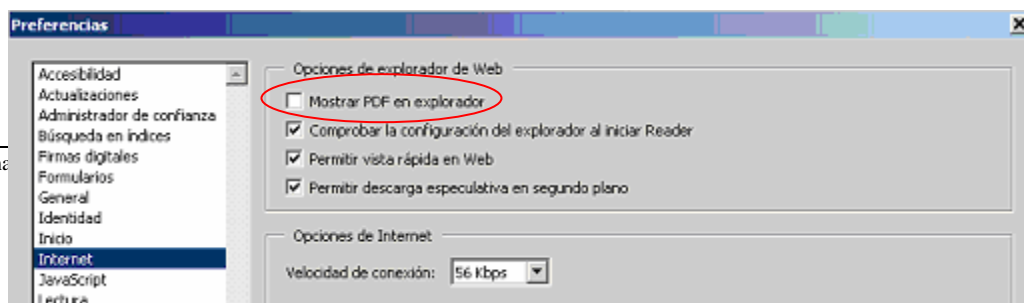 Preferencias
Accesibilidad
Actualizaciones
Administrador de confianza
Búsqueda en índices
Firmas digitales
Formularios
General
Identidad
Inicio
Internet
JavaScript
Lectura
Opciones de explorador de Web
Mostrar PDF en explorador
Comprobar la configuración del explorador al iniciar Reader
Permitir vista rápida en Web
Permitir descarga especulativa en segundo plano
Opciones de Internet
Velocidad de conexión: 56 Kbps